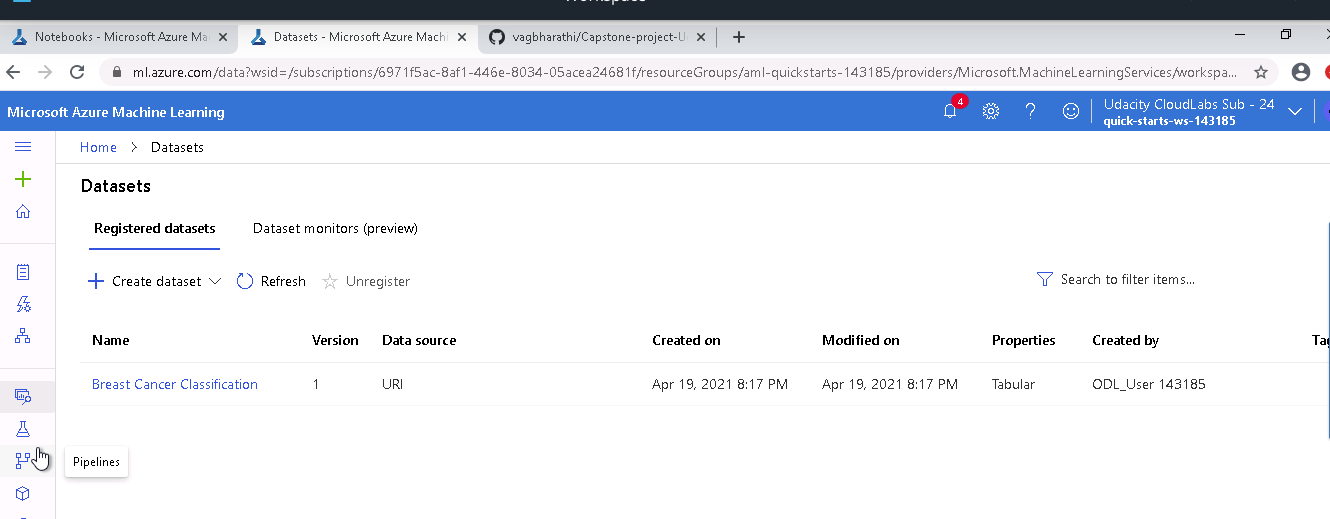 Workspace
Notebooks - Microsoft Azure Ma
Datasets - Microsoft Azure Machi
vagbharathi/Capstone-project-U
ml.azure.com/data?wsid=/subscriptions/6971f5ac-8af1-446e-8034-05acea24681f/resourceGroups/aml-quickstarts-143185/providers/Microsoft.MachineLearningServices/workspa...
Microsoft Azure Machine Learning
4
Udacity CloudLabs Sub - 24
quick-starts-ws-143185
Home > Datasets
Datasets
Registered datasets Dataset monitors (preview)
Create dataset Refresh Unregister Search to filter items...
Name Version Data source Created on Modified on Properties Created by Tag
Breast Cancer Classification 1 URI Apr 19, 2021 8:17 PM Apr 19, 2021 8:17 PM Tabular ODL_User 143185
Pipelines